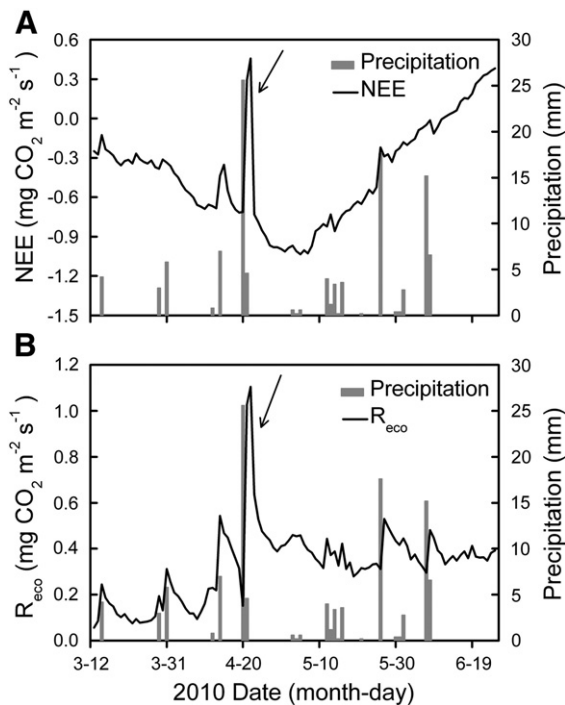 A
0.6
0.3
0.0
-0.3
-0.6
-0.9
-1.2
-1.5
NEE (mg CO2 m-2 s-1)
Precipitation
NEE
30
25
20
15
10
5
0
Precipitation (mm)
B
1.2
1.0
0.8
0.6
0.4
0.2
0.0
Reco (mg CO2 m-2 s-1)
Precipitation
Reco
30
25
20
15
10
5
0
Precipitation (mm)
3-12 3-31 4-20 5-10 5-30 6-19
2010 Date (month-day)